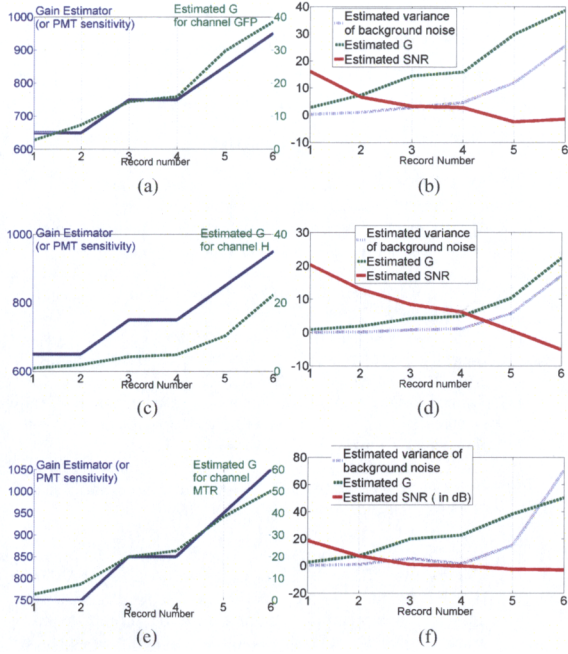 Gain Estimator
(or PMT sensitivity)
Estimated G
for channel GFP
1000
900
800
700
600
40
30
20
10
0
1 2 3 4 5 6
Record Number
(a)
Estimated variance
of background noise
Estimated G
Estimated SNR
40
30
20
10
0
-10
1 2 3 4 5 6
Record number
(b)
Gain Estimator
(or PMT sensitivity)
Estimated G
for channel H
1000
800
600
40
20
0
1 2 3 4 5 6
Record Number
(c)
Estimated variance
of background noise
Estimated G
Estimated SNR
30
20
10
0
-10
1 2 3 4 5 6
Record number
(d)
Gain Estimator (or
PMT sensitivity)
Estimated G
for channel
MTR
1050
1000
950
900
850
800
750
60
50
40
30
20
10
0
1 2 3 4 5 6
Record Number
(e)
Estimated variance of
background noise
Estimated G
Estimated SNR ( in dB)
80
60
40
20
0
-20
1 2 3 4 5 6
Record Number
(f)